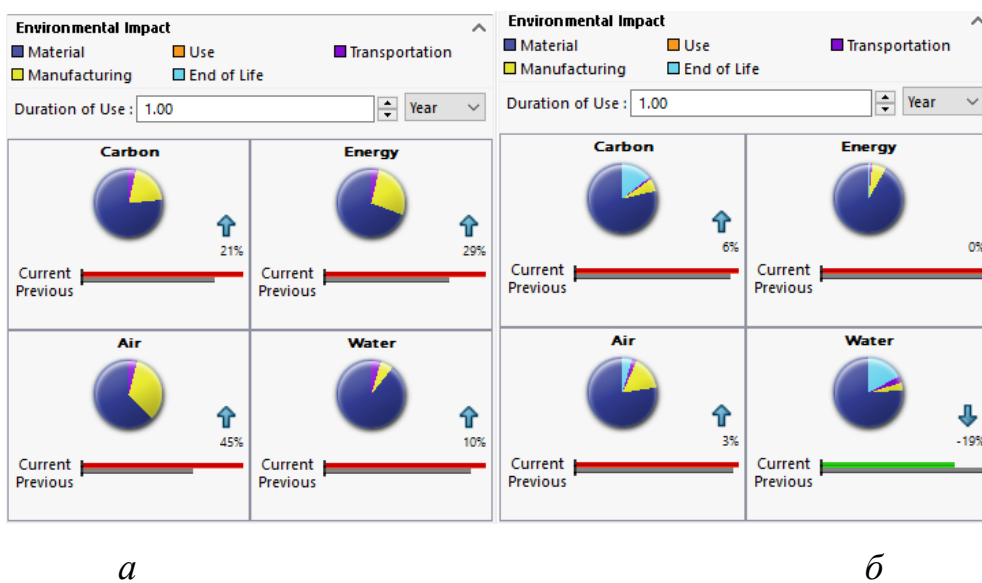 Environmental Impact
Material Use Transportation
Manufacturing End of Life
Duration of Use : 1.00 Year
Carbon Energy
21% 29%
Current Current
Previous Previous
Air Water
45% 10%
Current Current
Previous Previous
Environmental Impact
Material Use Transportation
Manufacturing End of Life
Duration of Use : 1.00 Year
Carbon Energy
6% 0%
Current Current
Previous Previous
Air Water
3% -19%
Current Current
Previous Previous
а б